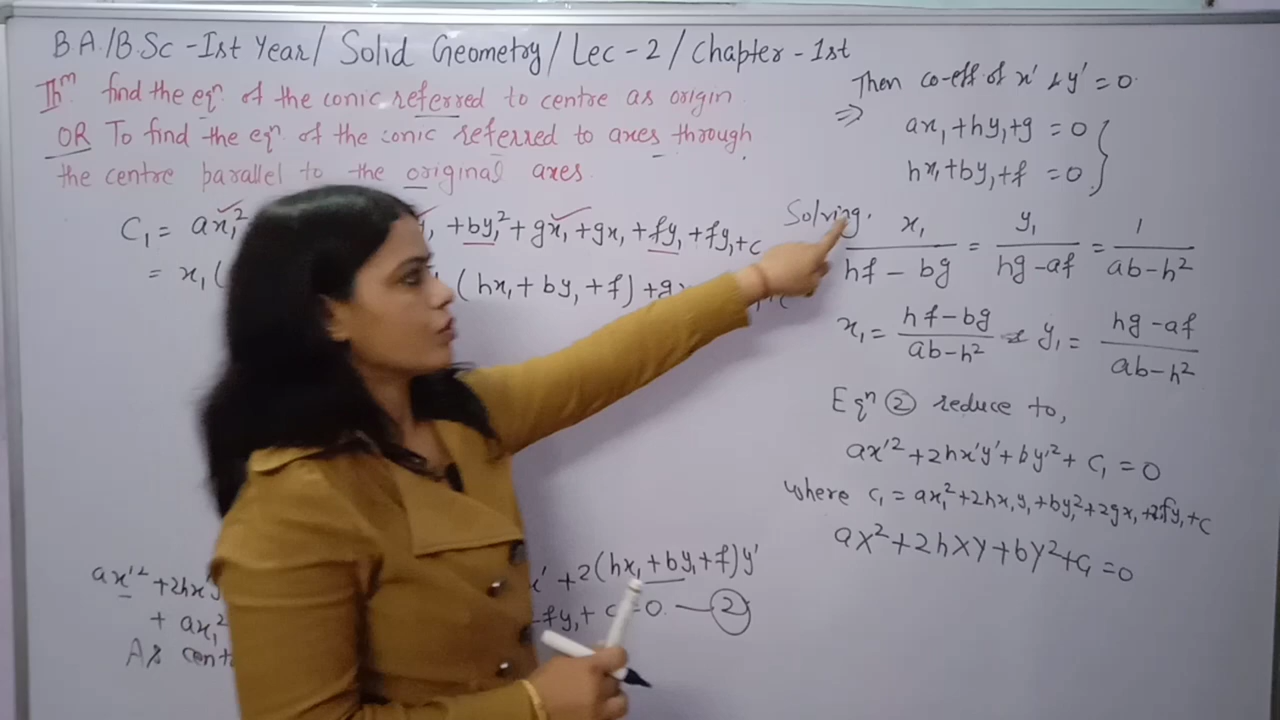 B.A./B.Sc - Ist Year / Solid Geometry / Lec - 2 / Chapter - 1st
Thᵐ find the eqⁿ of the conic referred to centre as origin.
OR To find the eqⁿ of the conic referred to axes through
the centre parallel to the original axes.
C₁ = ax₁² + by₁² + gx₁ + gx₁ + fy₁ + fy₁ + c
= x₁( (hx₁ + by₁ + f) +
ax'² + 2hx' x' + 2(hx₁ + by₁ + f)y'
+ ax₁² fy₁ + c = 0. — ②
As
Then co-eff of x' & y' = 0.
⇒ ax₁ + hy₁ + g = 0 }
hx₁ + by₁ + f = 0
Solving.
x₁ / (hf - bg) = y₁ / (hg - af) = 1 / (ab - h²)
x₁ = (hf - bg) / (ab - h²) & y₁ = (hg - af) / (ab - h²)
Eqⁿ ② reduce to,
ax'² + 2hx'y' + by'² + C₁ = 0
where C₁ = ax₁² + 2hx₁y₁ + by₁² + 2gx₁ + 2fy₁ + c
aX² + 2hXY + bY² + C₁ = 0